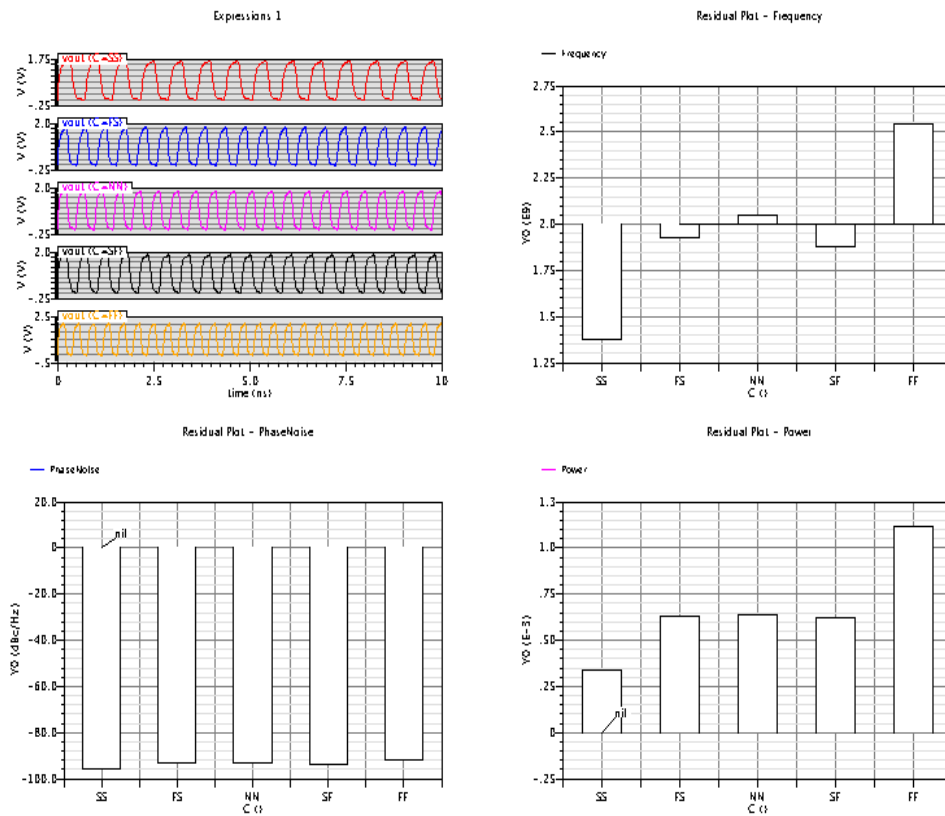 Expressions 1
vout (C =SS)
1.75
V (V)
-.25
vout (C =FS)
2.0
V (V)
-.25
vout (C =NN)
2.0
V (V)
-.25
vout (C =SF)
2.0
V (V)
-.25
vout (C =FF)
2.5
V (V)
-.5
0 2.5 5.0 7.5 10
time (ns)
Residual Plot - Frequency
Frequency
2.75
2.5
2.25
2.0
1.75
1.5
1.25
Y0 (E9)
SS FS NN SF FF
C ()
Residual Plot - PhaseNoise
PhaseNoise
20.0
0
-20.0
-40.0
-60.0
-80.0
-100.0
Y0 (dBc/Hz)
nil
SS FS NN SF FF
C ()
Residual Plot - Power
Power
1.3
1.0
.75
.50
.25
0
-.25
Y0 (E-3)
nil
SS FS NN SF FF
C ()